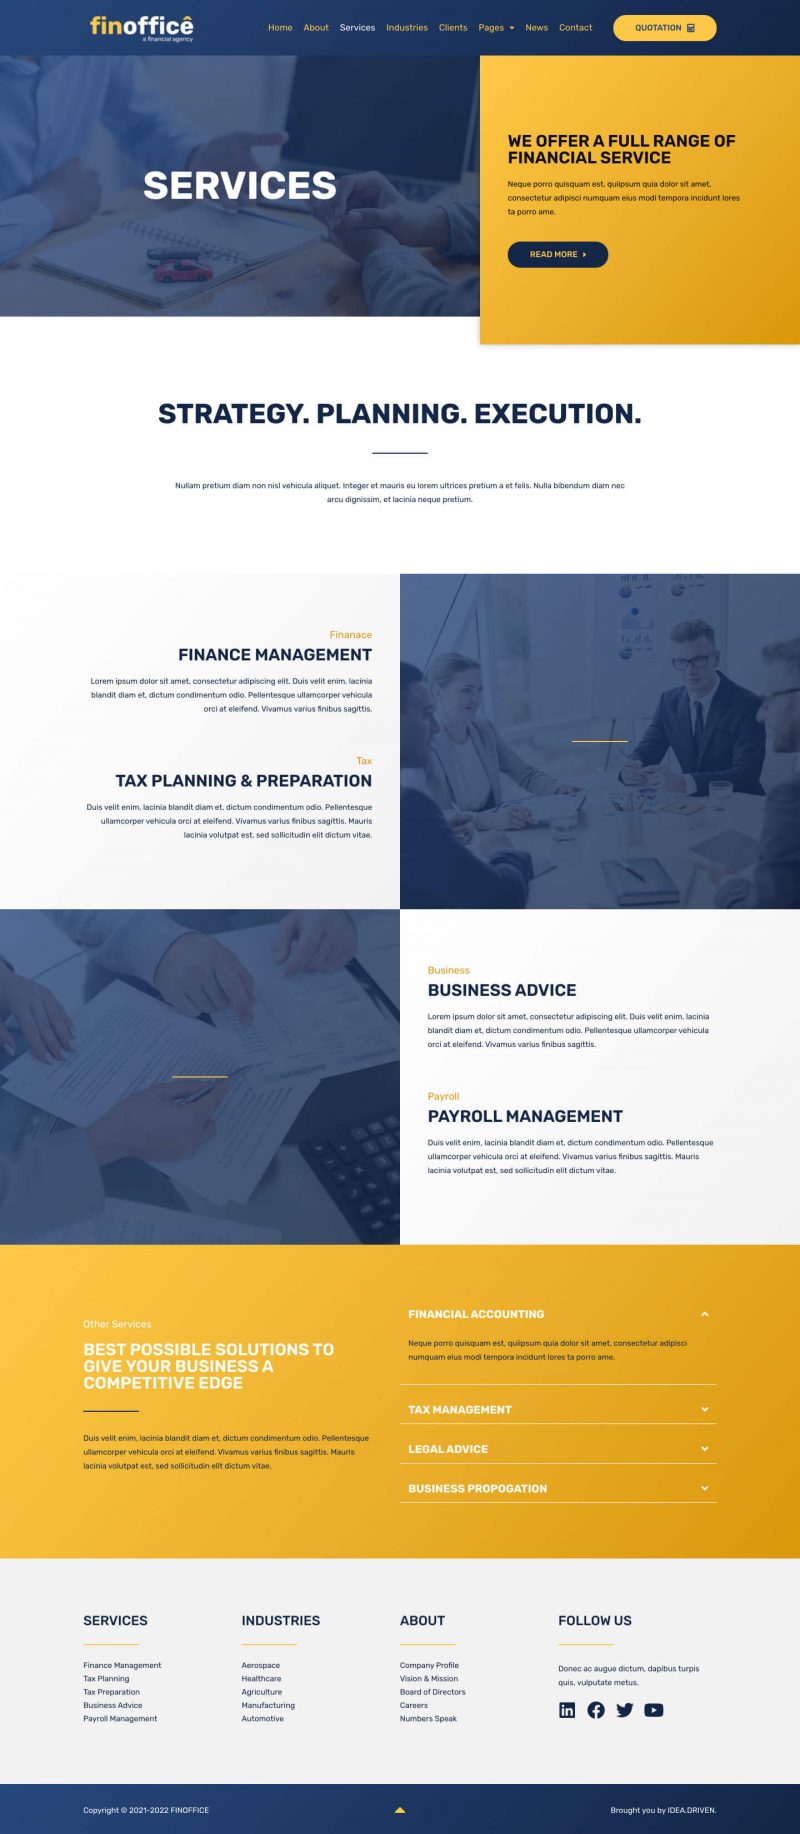 finofficê
a financial agency
Home About Services Industries Clients Pages News Contact QUOTATION
SERVICES
WE OFFER A FULL RANGE OF
FINANCIAL SERVICE
Neque porro quisquam est, quiipsum quia dolor sit amet,
consectetur adipisci numquam eius modi tempora incidunt lores
ta porro ame.
READ MORE
STRATEGY. PLANNING. EXECUTION.
Nullam pretium diam non nisl vehicula aliquet. Integer et mauris eu lorem ultrices pretium a et felis. Nulla bibendum diam nec
arcu dignissim, et lacinia neque pretium.
Finanace
FINANCE MANAGEMENT
Lorem ipsum dolor sit amet, consectetur adipiscing elit. Duis velit enim, lacinia
blandit diam et, dictum condimentum odio. Pellentesque ullamcorper vehicula
orci at eleifend. Vivamus varius finibus sagittis.
Tax
TAX PLANNING & PREPARATION
Duis velit enim, lacinia blandit diam et, dictum condimentum odio. Pellentesque
ullamcorper vehicula orci at eleifend. Vivamus varius finibus sagittis. Mauris
lacinia volutpat est, sed sollicitudin elit dictum vitae.
Business
BUSINESS ADVICE
Lorem ipsum dolor sit amet, consectetur adipiscing elit. Duis velit enim, lacinia
blandit diam et, dictum condimentum odio. Pellentesque ullamcorper vehicula
orci at eleifend. Vivamus varius finibus sagittis.
Payroll
PAYROLL MANAGEMENT
Duis velit enim, lacinia blandit diam et, dictum condimentum odio. Pellentesque
ullamcorper vehicula orci at eleifend. Vivamus varius finibus sagittis. Mauris
lacinia volutpat est, sed sollicitudin elit dictum vitae.
Other Services
BEST POSSIBLE SOLUTIONS TO
GIVE YOUR BUSINESS A
COMPETITIVE EDGE
Duis velit enim, lacinia blandit diam et, dictum condimentum odio. Pellentesque
ullamcorper vehicula orci at eleifend. Vivamus varius finibus sagittis. Mauris
lacinia volutpat est, sed sollicitudin elit dictum vitae.
FINANCIAL ACCOUNTING
Neque porro quisquam est, quiipsum quia dolor sit amet, consectetur adipisci
numquam eius modi tempora incidunt lores ta porro ame.
TAX MANAGEMENT
LEGAL ADVICE
BUSINESS PROPOGATION
SERVICES
Finance Management
Tax Planning
Tax Preparation
Business Advice
Payroll Management
INDUSTRIES
Aerospace
Healthcare
Agriculture
Manufacturing
Automotive
ABOUT
Company Profile
Vision & Mission
Board of Directors
Careers
Numbers Speak
FOLLOW US
Donec ac augue dictum, dapibus turpis
quis, vulputate metus.
Copyright © 2021-2022 FINOFFICE
Brought you by IDEA.DRIVEN.